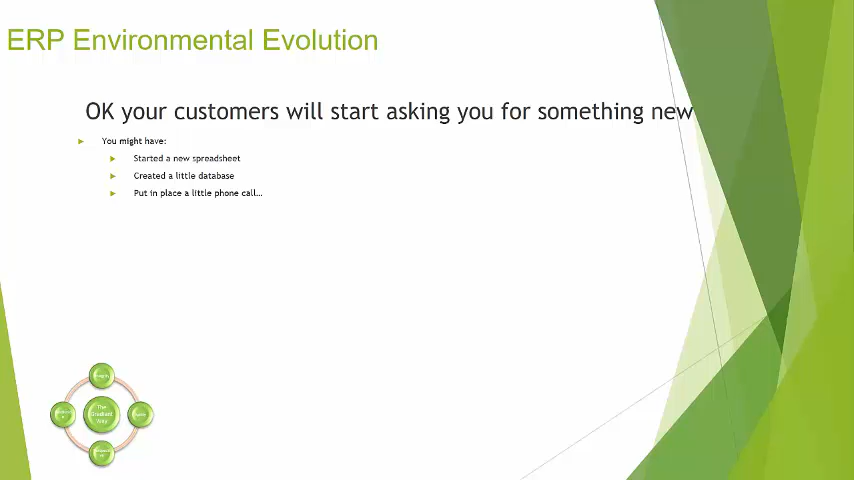 ERP Environmental Evolution
OK your customers will start asking you for something new
You might have:
Started a new spreadsheet
Created a little database
Put in place a little phone call…
The
Gradient
Way